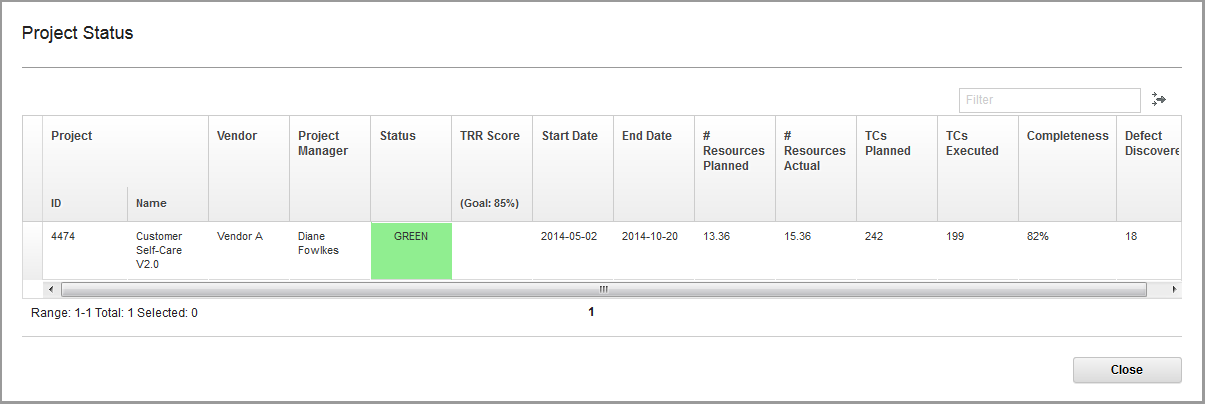 Project Status
Filter
Project Vendor Project Status TRR Score Start Date End Date # # TCs TCs Completeness Defect
Manager Resources Resources Planned Executed Discovere
Planned Actual
ID Name (Goal: 85%)
4474 Customer Vendor A Diane GREEN 2014-05-02 2014-10-20 13.36 15.36 242 199 82% 18
Self-Care Fowlkes
V2.0
Range: 1-1 Total: 1 Selected: 0 1
Close